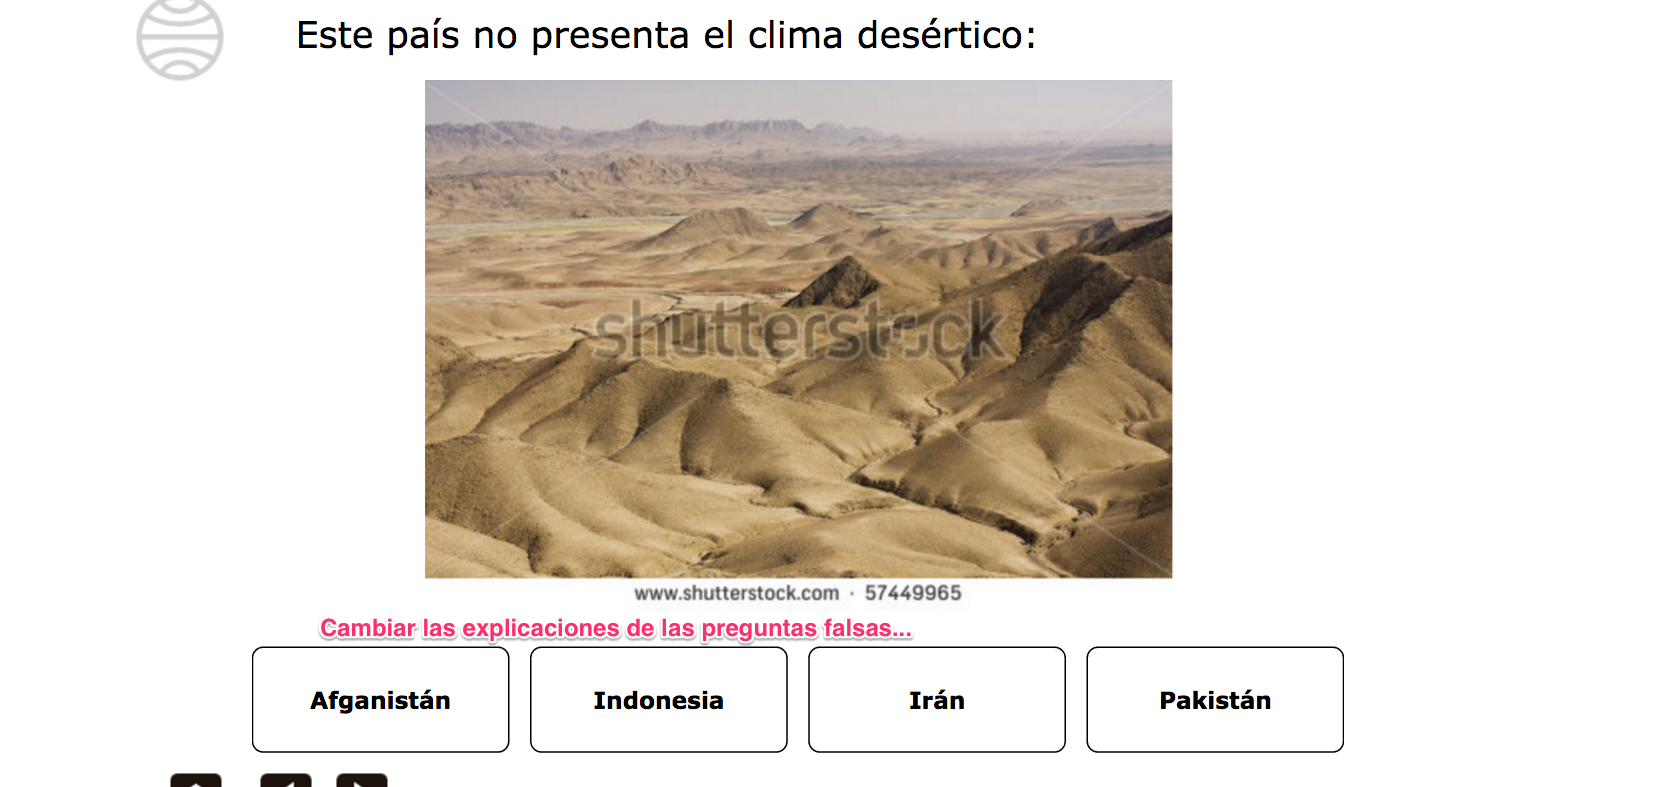 Este país no presenta el clima desértico:
shutterstock
www.shutterstock.com · 57449965
Cambiar las explicaciones de las preguntas falsas...
Afganistán
Indonesia
Irán
Pakistán